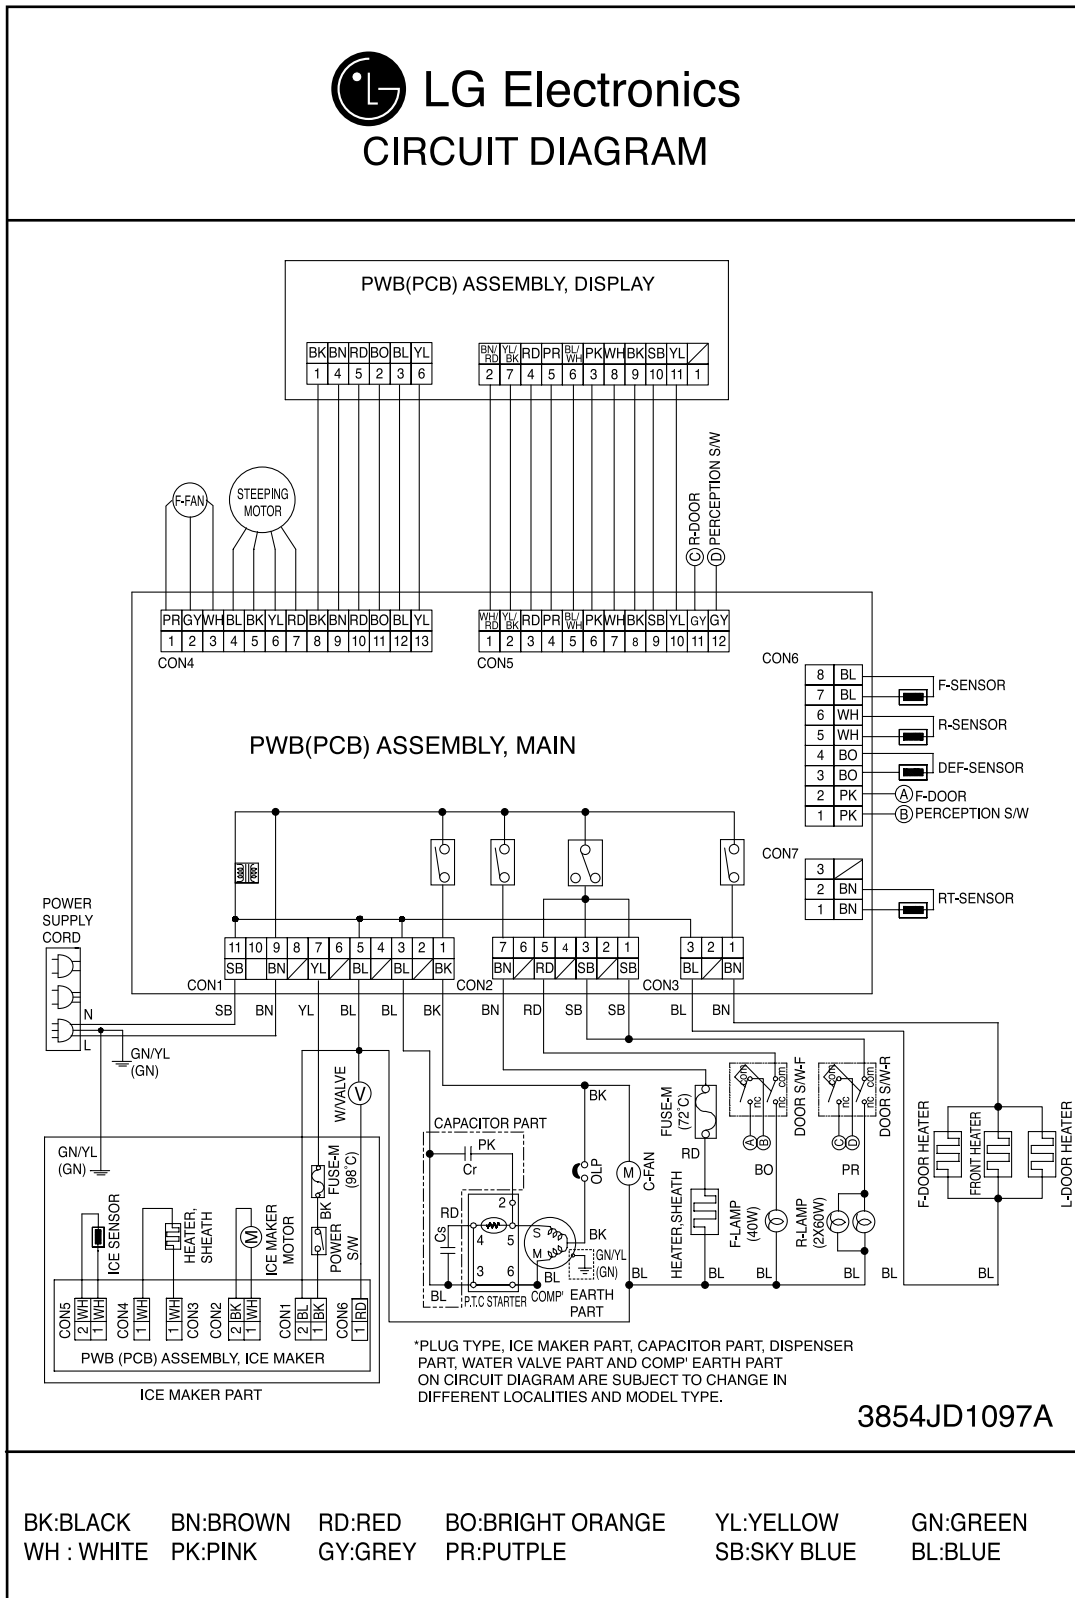 LG Electronics
CIRCUIT DIAGRAM
PWB(PCB) ASSEMBLY, DISPLAY
BK BN RD BO BL YL
1 4 5 2 3 6
BN/RD YL/BK RD PR BL/WH PK WH BK SB YL
2 7 4 5 6 3 8 9 10 11 1
F-FAN
STEEPING MOTOR
C R-DOOR
D PERCEPTION S/W
PR GY WH BL BK YL RD BK BN RD BO BL YL
1 2 3 4 5 6 7 8 9 10 11 12 13
CON4
WH/RD YL/BK RD PR BL/WH PK WH BK SB YL GY GY
1 2 3 4 5 6 7 8 9 10 11 12
CON5
CON6
8 BL
7 BL
F-SENSOR
6 WH
5 WH
R-SENSOR
4 BO
3 BO
DEF-SENSOR
2 PK A F-DOOR
1 PK B PERCEPTION S/W
PWB(PCB) ASSEMBLY, MAIN
CON7
3
2 BN
1 BN
RT-SENSOR
POWER
SUPPLY
CORD
N
L
GN/YL
(GN)
11 10 9 8 7 6 5 4 3 2 1
SB BN YL BL BL BK
CON1
7 6 5 4 3 2 1
BN RD SB SB
CON2
3 2 1
BL BN
CON3
SB BN YL BL BL BK BN RD SB SB BL BN
W/VALVE
V
FUSE-M
(98°C)
BK
POWER
S/W
GN/YL
(GN)
ICE SENSOR
HEATER,
SHEATH
M
ICE MAKER
MOTOR
CON5 2 WH 1 WH
CON4 1 WH
1 WH CON3
CON2 2 BK 1 WH
CON1 2 BL 1 BK
CON6 1 RD
PWB (PCB) ASSEMBLY, ICE MAKER
ICE MAKER PART
CAPACITOR PART
PK
Cr
RD
Cs
2
4 5
3 6
BL
P.T.C STARTER
S
M
BL
COMP'
BK
OLP
BK
GN/YL
(GN)
EARTH
PART
M
C-FAN
BL
FUSE-M
(72°C)
RD
HEATER,SHEATH
BL
com
nc
DOOR S/W-F
A B
BO
F-LAMP
(40W)
BL
com
nc
DOOR S/W-R
C D
PR
R-LAMP
(2X60W)
BL
BL
F-DOOR HEATER
FRONT HEATER
L-DOOR HEATER
BL
*PLUG TYPE, ICE MAKER PART, CAPACITOR PART, DISPENSER
PART, WATER VALVE PART AND COMP' EARTH PART
ON CIRCUIT DIAGRAM ARE SUBJECT TO CHANGE IN
DIFFERENT LOCALITIES AND MODEL TYPE.
3854JD1097A
BK:BLACK BN:BROWN RD:RED BO:BRIGHT ORANGE YL:YELLOW GN:GREEN
WH : WHITE PK:PINK GY:GREY PR:PUTPLE SB:SKY BLUE BL:BLUE